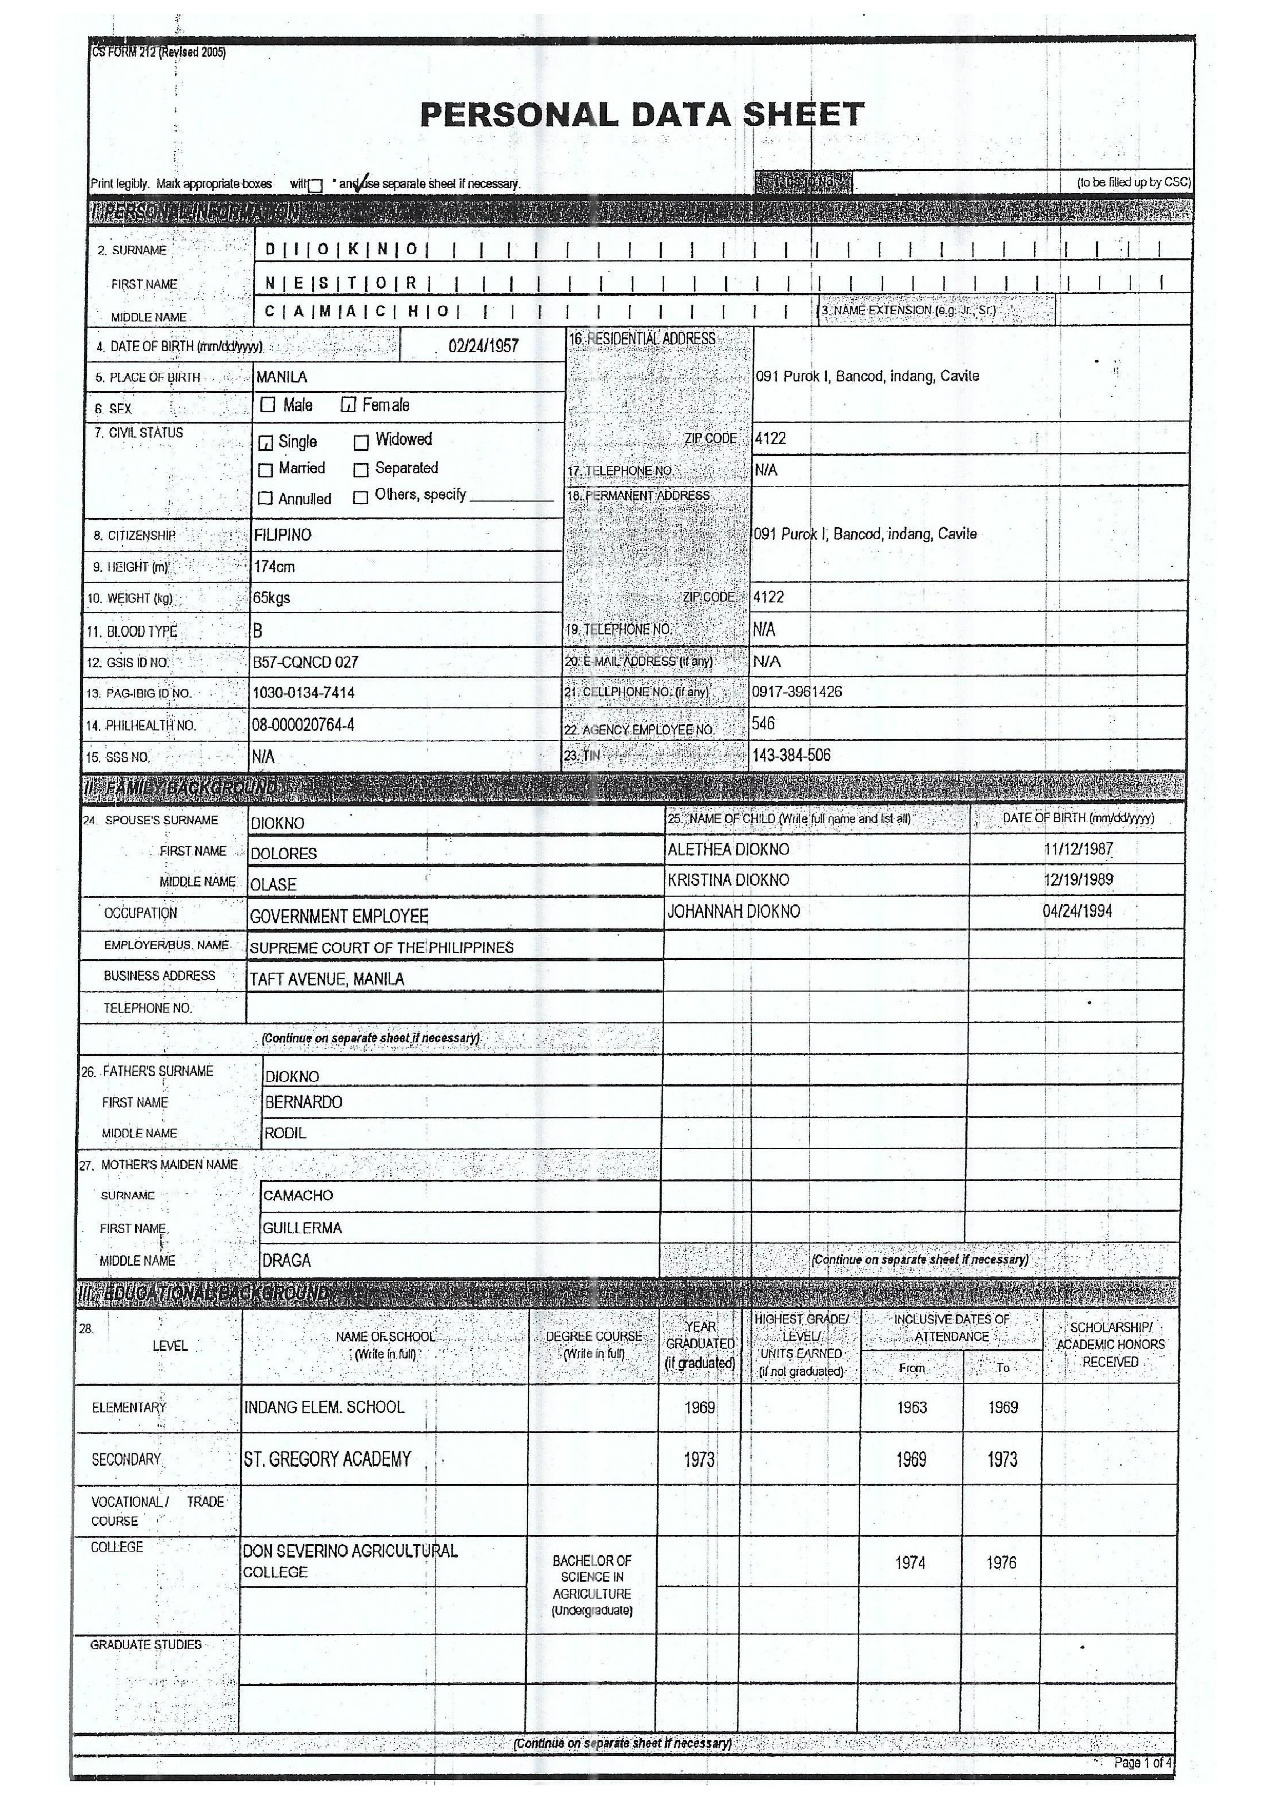 CS FORM 212 (Revised 2005)
PERSONAL DATA SHEET
Print legibly. Mark appropriate boxes with □ " and use separate sheet if necessary.
(to be filled up by CSC)
I. PERSONAL INFORMATION
2. SURNAME D I O K N O
FIRST NAME N E S T O R
MIDDLE NAME C A M A C H O 3. NAME EXTENSION (e.g. Jr., Sr.)
4. DATE OF BIRTH (mm/dd/yyyy) 02/24/1957
16. RESIDENTIAL ADDRESS 091 Purok I, Bancod, indang, Cavite
5. PLACE OF BIRTH MANILA
6. SEX □ Male ☑ Female
7. CIVIL STATUS ☑ Single □ Widowed
□ Married □ Separated
□ Annulled □ Others, specify
ZIP CODE 4122
17. TELEPHONE NO. N/A
18. PERMANENT ADDRESS 091 Purok I, Bancod, indang, Cavite
8. CITIZENSHIP FILIPINO
9. HEIGHT (m) 174cm
10. WEIGHT (kg) 65kgs ZIP CODE 4122
11. BLOOD TYPE B 19. TELEPHONE NO. N/A
12. GSIS ID NO. B57-CQNCD 027 20. E-MAIL ADDRESS (if any) N/A
13. PAG-IBIG ID NO. 1030-0134-7414 21. CELLPHONE NO. (if any) 0917-3961426
14. PHILHEALTH NO. 08-000020764-4 22. AGENCY EMPLOYEE NO. 546
15. SSS NO. N/A 23. TIN 143-384-506
II. FAMILY BACKGROUND
24. SPOUSE'S SURNAME DIOKNO 25. NAME OF CHILD (Write full name and list all) DATE OF BIRTH (mm/dd/yyyy)
FIRST NAME DOLORES ALETHEA DIOKNO 11/12/1987
MIDDLE NAME OLASE KRISTINA DIOKNO 12/19/1989
OCCUPATION GOVERNMENT EMPLOYEE JOHANNAH DIOKNO 04/24/1994
EMPLOYER/BUS. NAME SUPREME COURT OF THE PHILIPPINES
BUSINESS ADDRESS TAFT AVENUE, MANILA
TELEPHONE NO.
(Continue on separate sheet if necessary)
26. FATHER'S SURNAME DIOKNO
FIRST NAME BERNARDO
MIDDLE NAME RODIL
27. MOTHER'S MAIDEN NAME
SURNAME CAMACHO
FIRST NAME GUILLERMA
MIDDLE NAME DRAGA (Continue on separate sheet if necessary)
III. EDUCATIONAL BACKGROUND
28. LEVEL NAME OF SCHOOL (Write in full) DEGREE COURSE (Write in full) YEAR GRADUATED (if graduated) HIGHEST GRADE/ LEVEL/ UNITS EARNED (if not graduated) INCLUSIVE DATES OF ATTENDANCE From To SCHOLARSHIP/ ACADEMIC HONORS RECEIVED
ELEMENTARY INDANG ELEM. SCHOOL 1969 1963 1969
SECONDARY ST. GREGORY ACADEMY 1973 1969 1973
VOCATIONAL / TRADE COURSE
COLLEGE DON SEVERINO AGRICULTURAL COLLEGE BACHELOR OF SCIENCE IN AGRICULTURE (Undergraduate) 1974 1976
GRADUATE STUDIES
(Continue on separate sheet if necessary)
Page 1 of 4